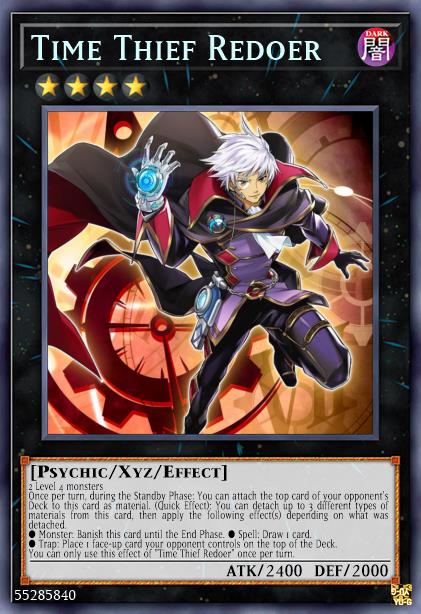 TIME THIEF REDOER
DARK
闇
[PSYCHIC/XYZ/EFFECT]
2 Level 4 monsters
Once per turn, during the Standby Phase: You can attach the top card of your opponent's
Deck to this card as material. (Quick Effect): You can detach up to 3 different types of
materials from this card, then apply the following effect(s) depending on what was
detached.
● Monster: Banish this card until the End Phase. ● Spell: Draw 1 card.
● Trap: Place 1 face-up card your opponent controls on the top of the Deck.
You can only use this effect of "Time Thief Redoer" once per turn.
ATK/2400 DEF/2000
55285840